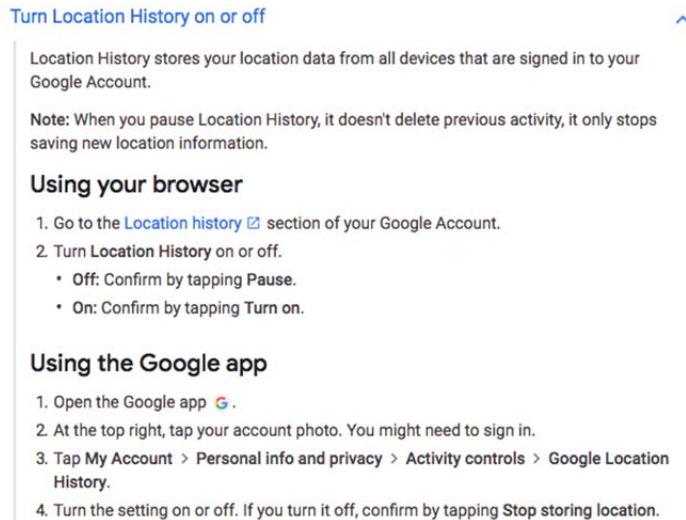 Turn Location History on or off
Location History stores your location data from all devices that are signed in to your
Google Account.
Note: When you pause Location History, it doesn't delete previous activity, it only stops
saving new location information.
Using your browser
1. Go to the Location history section of your Google Account.
2. Turn Location History on or off.
• Off: Confirm by tapping Pause.
• On: Confirm by tapping Turn on.
Using the Google app
1. Open the Google app G.
2. At the top right, tap your account photo. You might need to sign in.
3. Tap My Account > Personal info and privacy > Activity controls > Google Location
History.
4. Turn the setting on or off. If you turn it off, confirm by tapping Stop storing location.